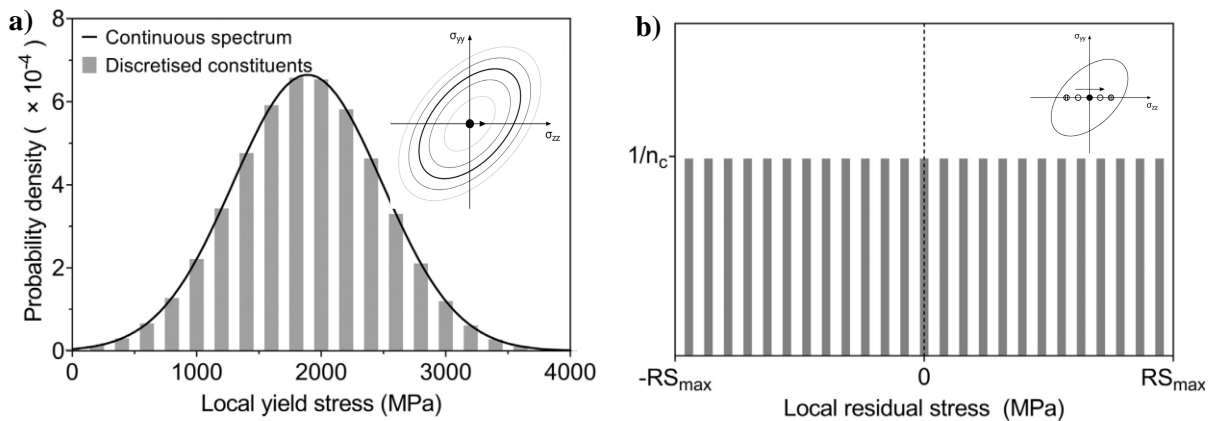 a)
8
6
4
2
0
Probability density ( × 10⁻⁴)
Continuous spectrum
Discretised constituents
σyy
σzz
0 1000 2000 3000 4000
Local yield stress (MPa)
b)
1/nc
σyy
σzz
-RSmax 0 RSmax
Local residual stress (MPa)